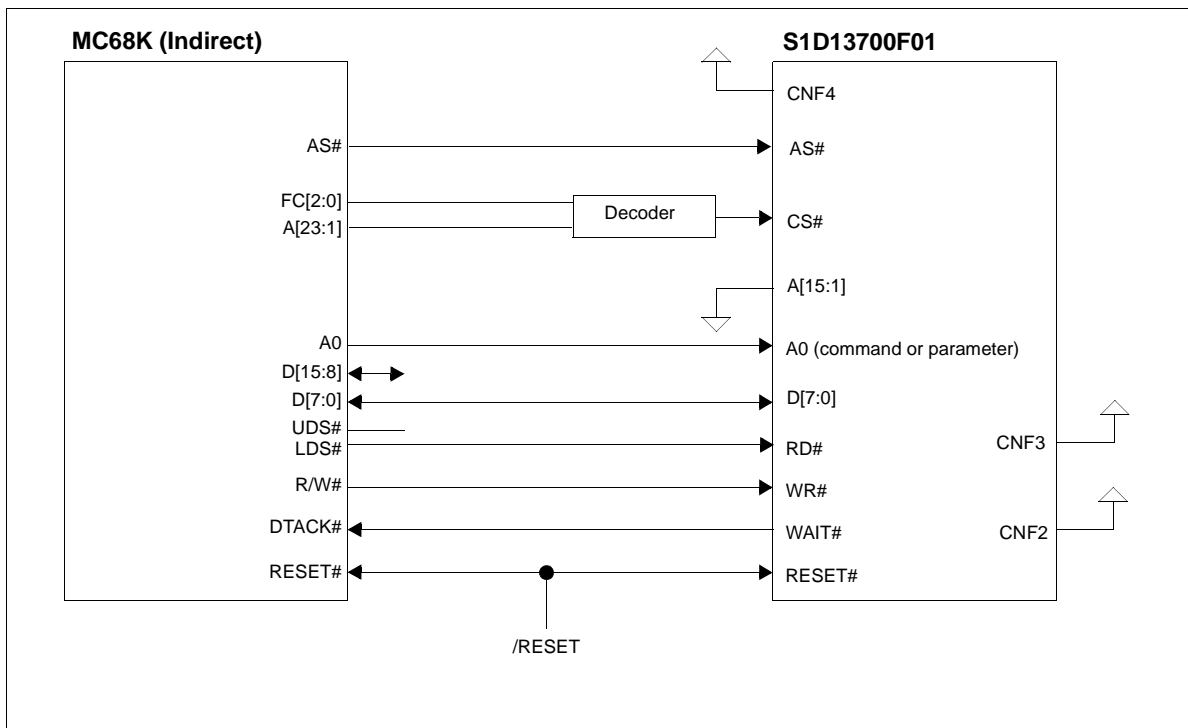 MC68K (Indirect)
S1D13700F01
CNF4
AS#
AS#
FC[2:0]
Decoder
CS#
A[23:1]
A[15:1]
A0
A0 (command or parameter)
D[15:8]
D[7:0]
D[7:0]
UDS#
LDS#
RD#
CNF3
R/W#
WR#
DTACK#
WAIT#
CNF2
RESET#
RESET#
/RESET